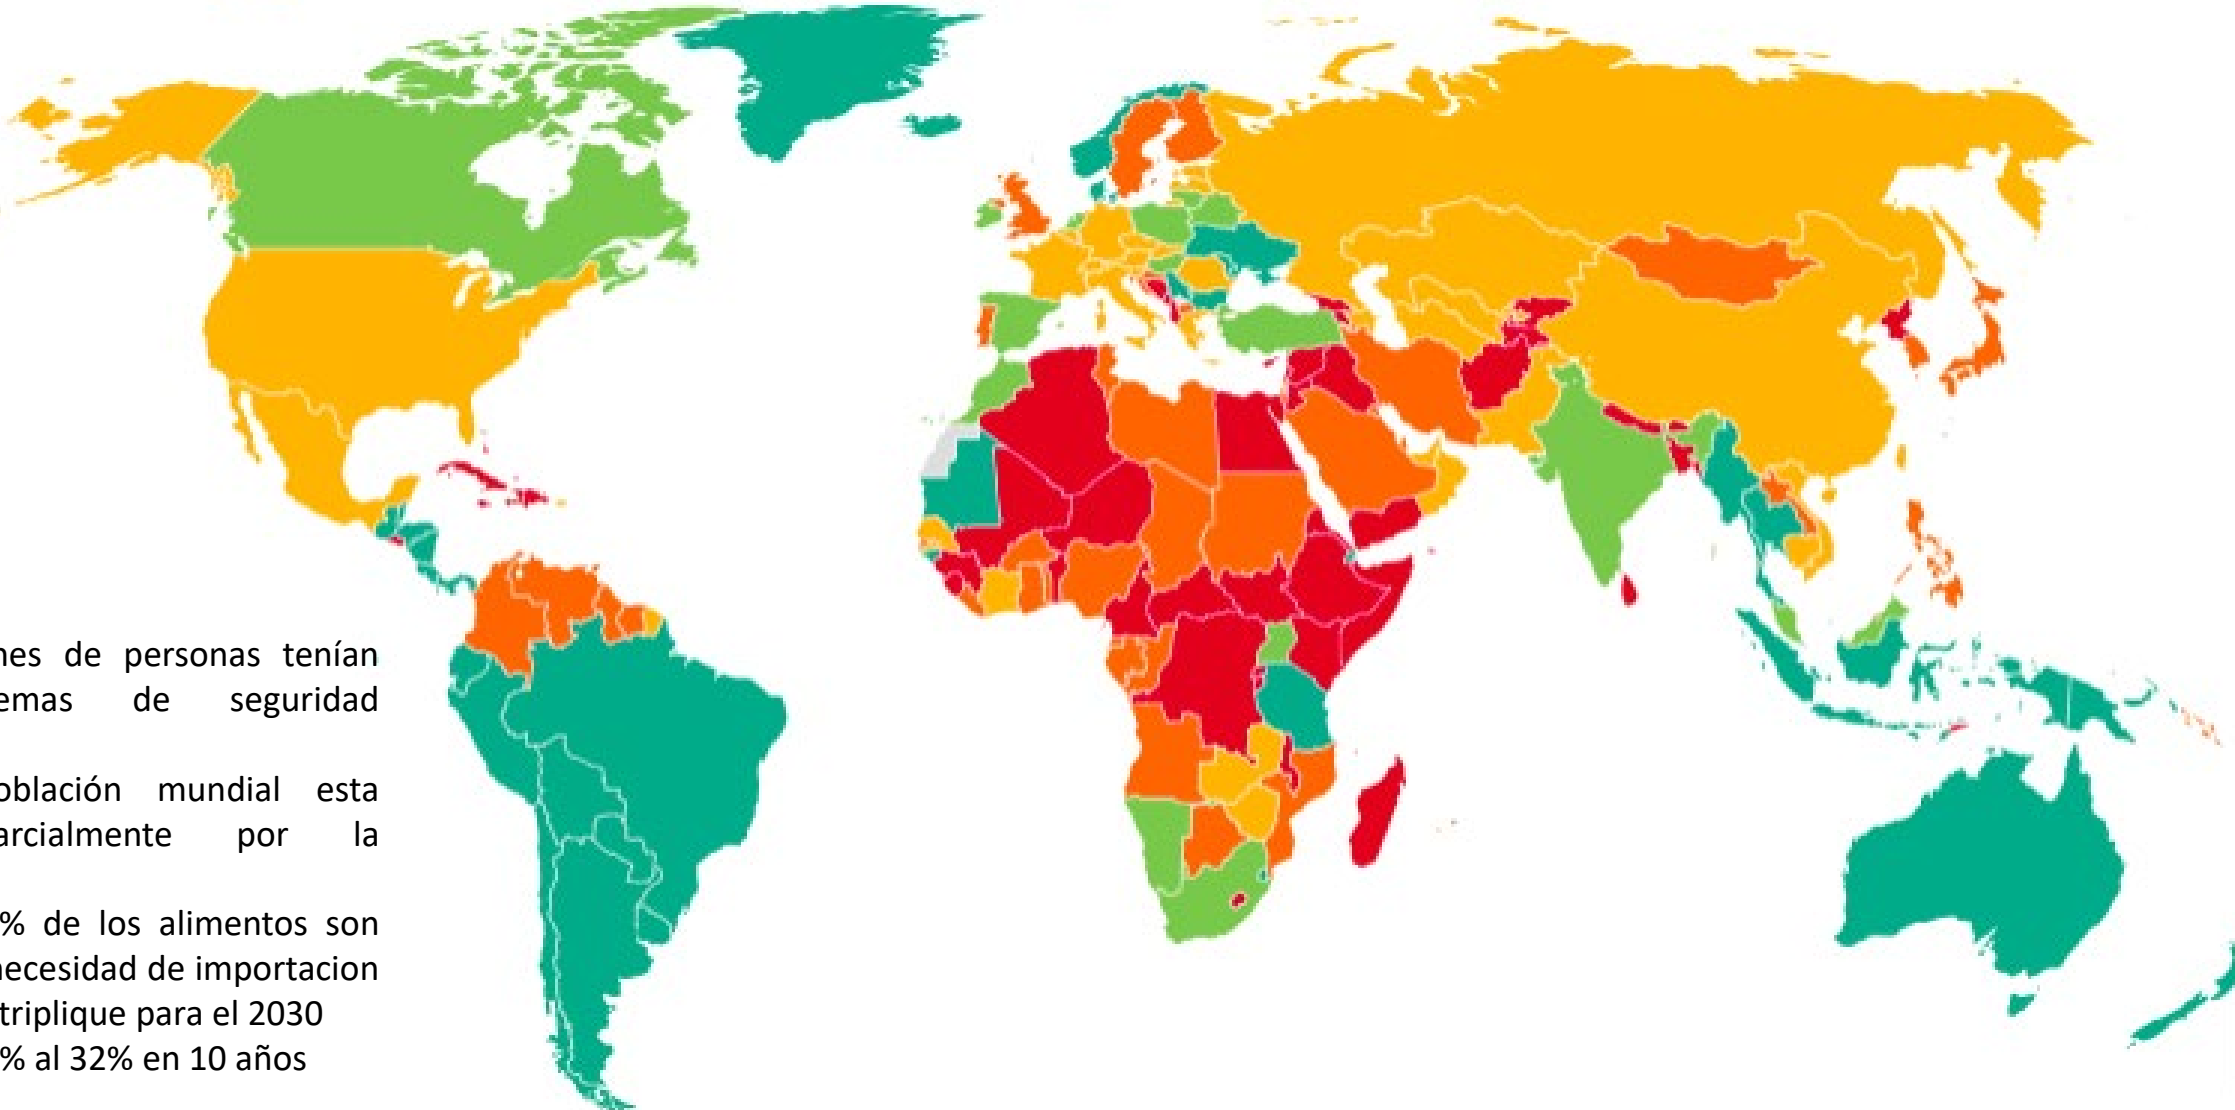 nes de personas tenían
emas de seguridad
oblación mundial esta
arcialmente por la
% de los alimentos son
necesidad de importacion
triplique para el 2030
% al 32% en 10 años